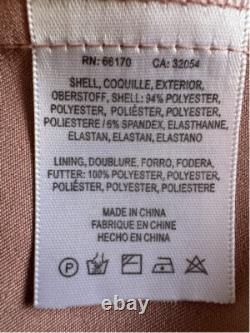 RN: 66170 CA: 32054
SHELL, COQUILLE, EXTERIOR,
OBERSTOFF, SHELL: 94% POLYESTER,
POLYESTER, POLIÉSTER, POLYESTER,
POLIESTERE / 6% SPANDEX, ELASTHANNE,
ELASTAN, ELASTAN, ELASTANO
LINING, DOUBLURE, FORRO, FODERA,
FUTTER: 100% POLYESTER, POLYESTER,
POLIÉSTER, POLYESTER, POLIESTERE
MADE IN CHINA
FABRIQUE EN CHINE
HECHO EN CHINA
P